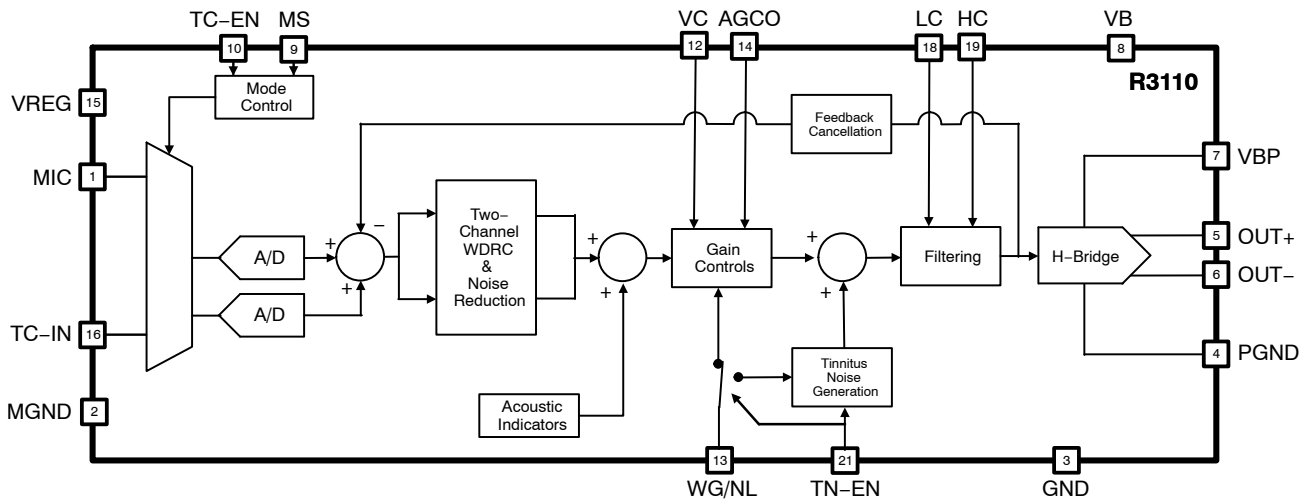 TC−EN MS VC AGCO LC HC VB
10 9 12 14 18 19 8
R3110
VREG 15
Mode
Control
Feedback
Cancellation
MIC 1
7 VBP
Two−
Channel
WDRC
&
Noise
Reduction
+ −
A/D
+
+
Gain
Controls
+
Filtering
H−Bridge
5 OUT+
6 OUT−
A/D
+
+
TC−IN 16
4 PGND
Tinnitus
Noise
Generation
MGND 2
Acoustic
Indicators
13 21 3
WG/NL TN−EN GND